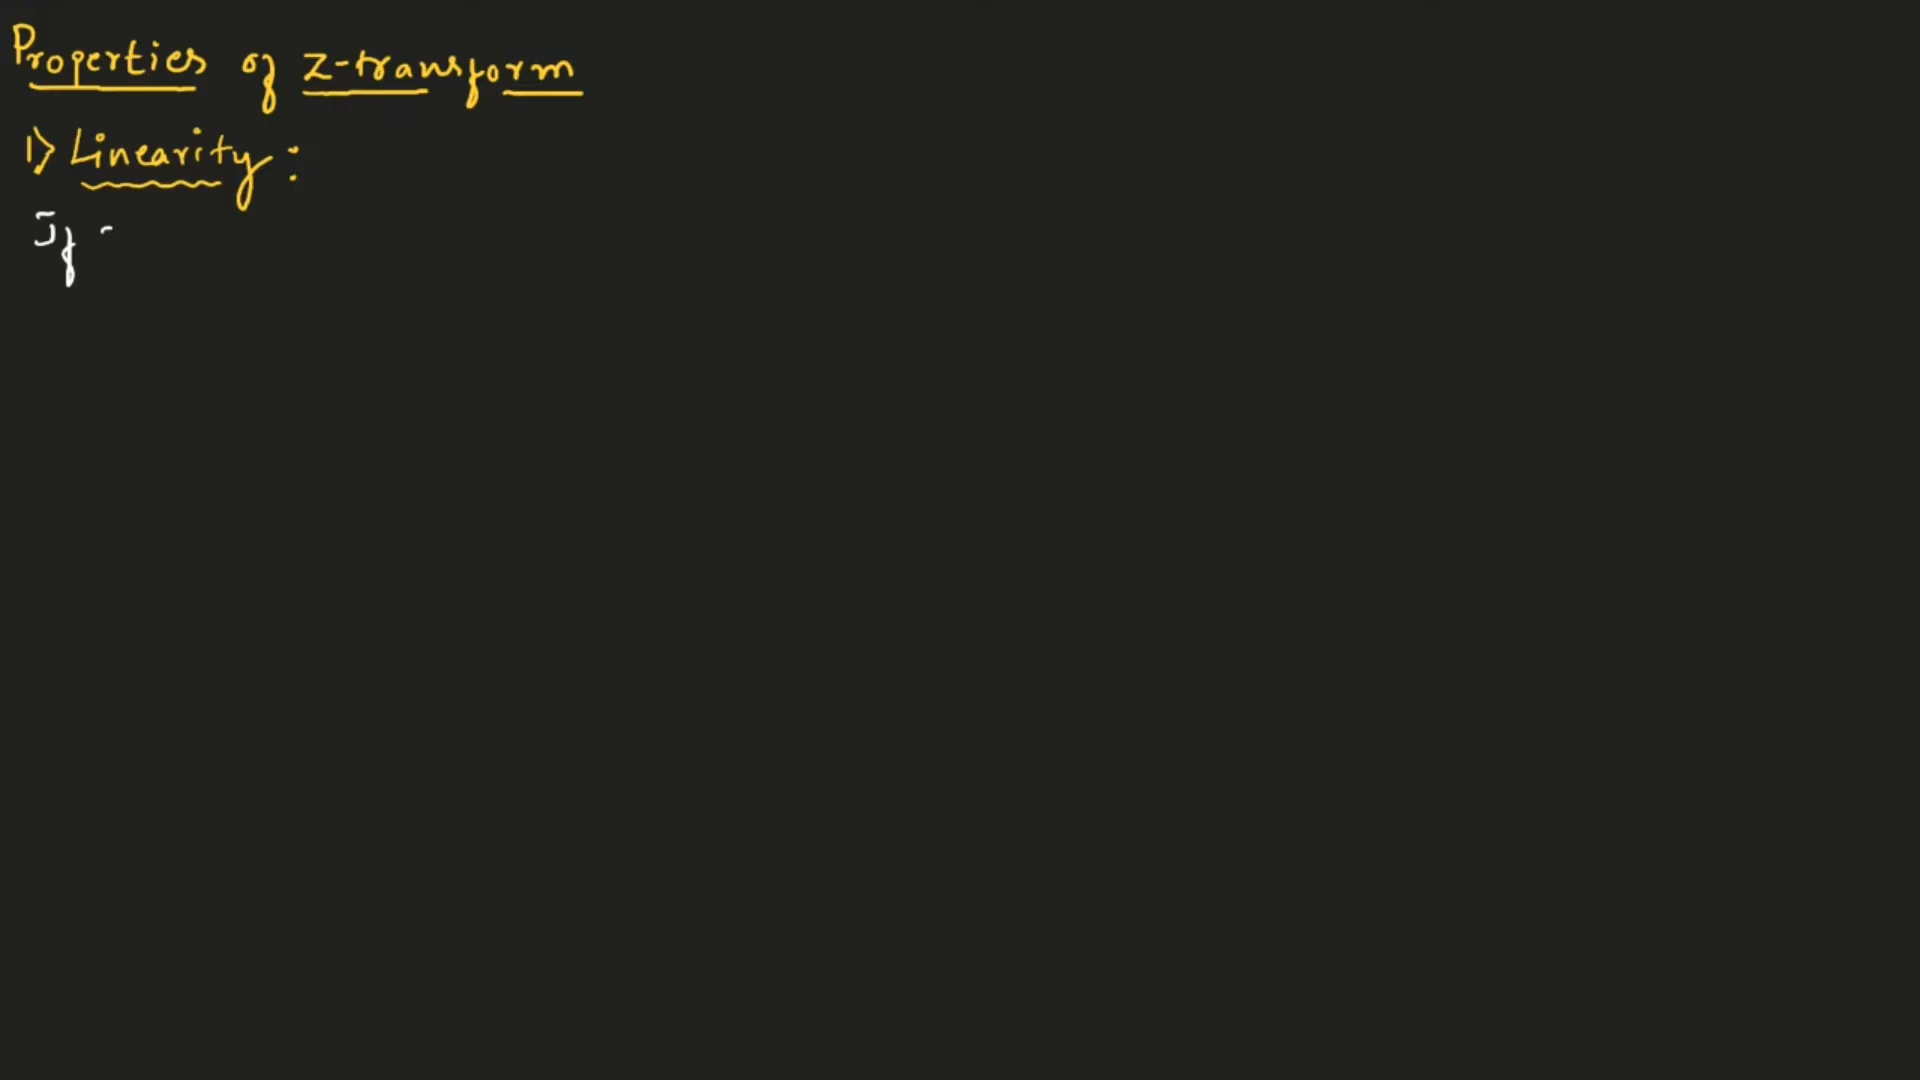 Properties of z-transform
1) Linearity:
If